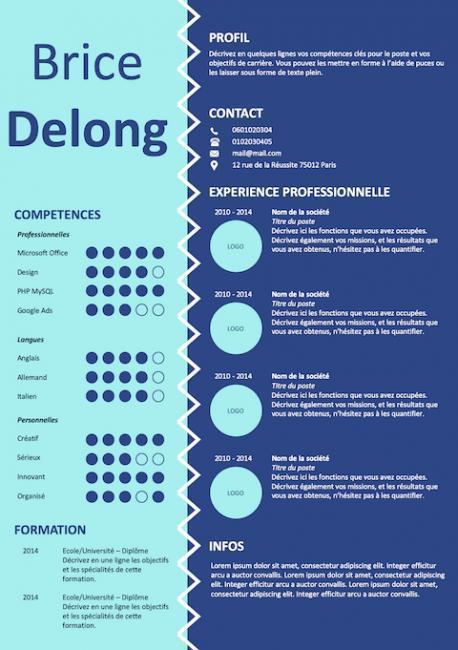 Brice
Delong
COMPETENCES
Professionnelles
Microsoft Office
Design
PHP MySQL
Google Ads
Langues
Anglais
Allemand
Italien
Personnelles
Créatif
Sérieux
Innovant
Organisé
FORMATION
2014 Ecole/Université – Diplôme
Décrivez en une ligne les objectifs
et les spécialités de cette
formation.
2014 Ecole/Université – Diplôme
Décrivez en une ligne les objectifs
et les spécialités de cette
formation.
PROFIL
Décrivez en quelques lignes vos compétences clés pour le poste et vos
objectifs de carrière. Vous pouvez les mettre en forme à l'aide de puces ou
les laisser sous forme de texte plein.
CONTACT
0601020304
0102030405
mail@mail.com
12 rue de la Réussite 75012 Paris
EXPERIENCE PROFESSIONNELLE
2010 - 2014 Nom de la société
Titre du poste
Décrivez ici les fonctions que vous avez occupées.
Décrivez également vos missions, et les résultats que
vous avez obtenus, n'hésitez pas à les quantifier.
LOGO
2010 - 2014 Nom de la société
Titre du poste
Décrivez ici les fonctions que vous avez occupées.
Décrivez également vos missions, et les résultats que
vous avez obtenus, n'hésitez pas à les quantifier.
LOGO
2010 - 2014 Nom de la société
Titre du poste
Décrivez ici les fonctions que vous avez occupées.
Décrivez également vos missions, et les résultats que
vous avez obtenus, n'hésitez pas à les quantifier.
LOGO
2010 - 2014 Nom de la société
Titre du poste
Décrivez ici les fonctions que vous avez occupées.
Décrivez également vos missions, et les résultats que
vous avez obtenus, n'hésitez pas à les quantifier.
LOGO
INFOS
Lorem ipsum dolor sit amet, consectetur adipiscing elit. Integer efficitur
arcu a auctor convallis. Lorem ipsum dolor sit amet, consectetur
adipiscing elit. Integer efficitur arcu a auctor convallis.